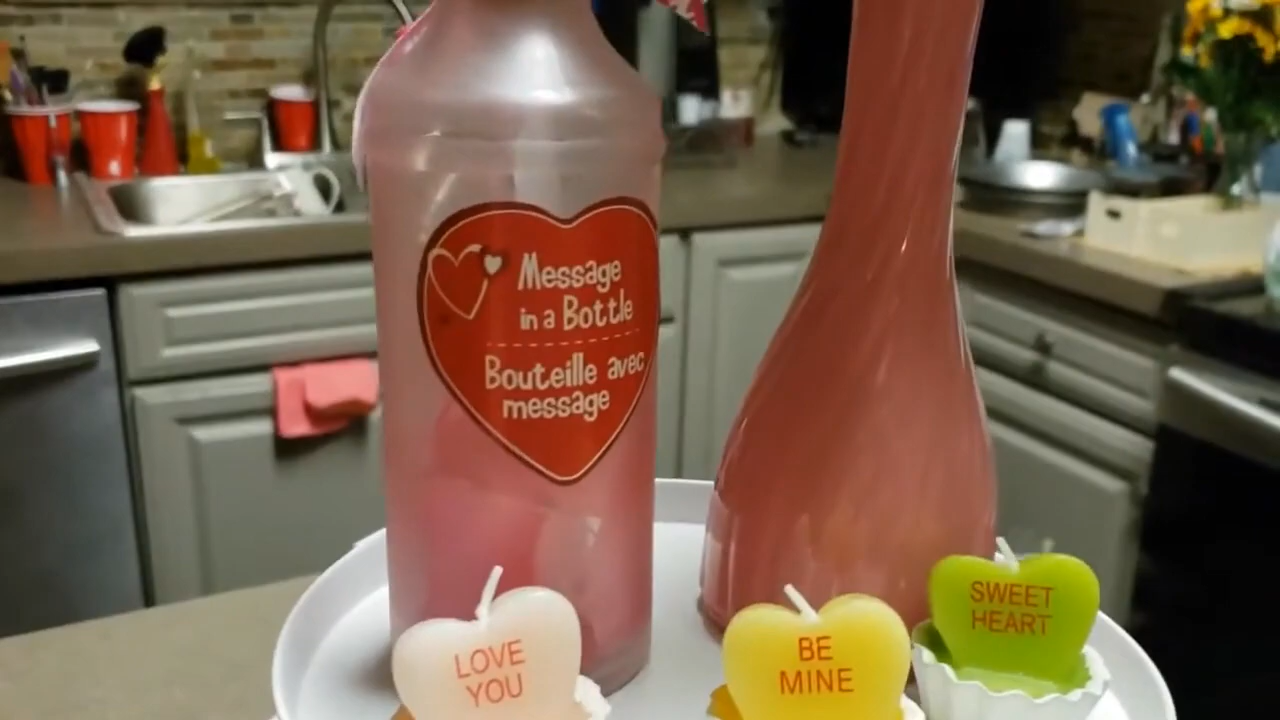 Message
in a Bottle
Bouteille avec
message
LOVE
YOU
BE
MINE
SWEET
HEART